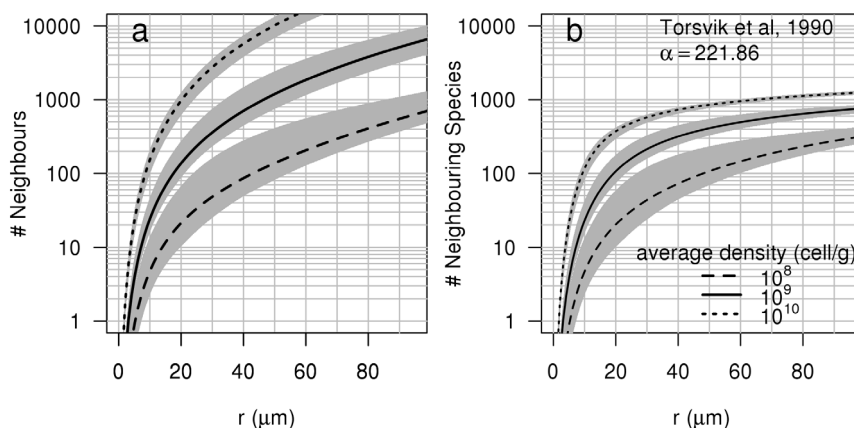 a
# Neighbours
10000
1000
100
10
1
0 20 40 60 80
r (μm)
b
Torsvik et al, 1990
α = 221.86
# Neighbouring Species
10000
1000
100
10
1
average density (cell/g)
10⁸
10⁹
10¹⁰
0 20 40 60 80
r (μm)